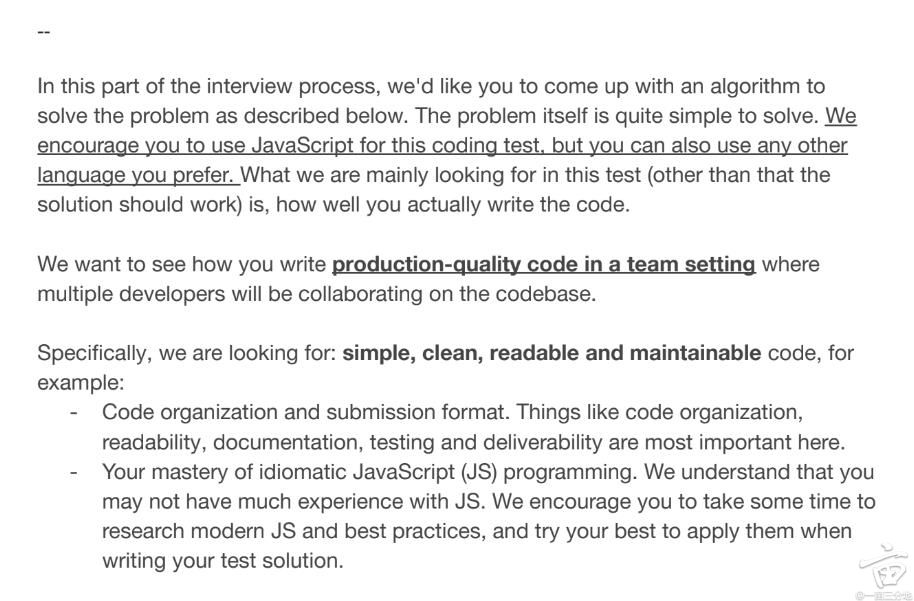 --
In this part of the interview process, we'd like you to come up with an algorithm to
solve the problem as described below. The problem itself is quite simple to solve. We
encourage you to use JavaScript for this coding test, but you can also use any other
language you prefer. What we are mainly looking for in this test (other than that the
solution should work) is, how well you actually write the code.
We want to see how you write production-quality code in a team setting where
multiple developers will be collaborating on the codebase.
Specifically, we are looking for: simple, clean, readable and maintainable code, for
example:
- Code organization and submission format. Things like code organization,
readability, documentation, testing and deliverability are most important here.
- Your mastery of idiomatic JavaScript (JS) programming. We understand that you
may not have much experience with JS. We encourage you to take some time to
research modern JS and best practices, and try your best to apply them when
writing your test solution.
@一亩三分地